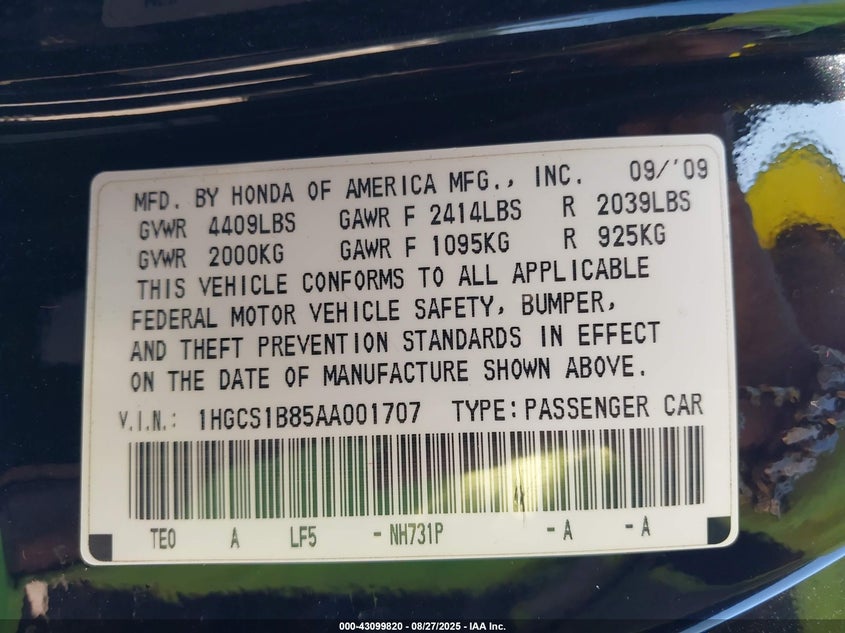 MFD. BY HONDA OF AMERICA MFG., INC. 09/'09
GVWR 4409LBS GAWR F 2414LBS R 2039LBS
GVWR 2000KG GAWR F 1095KG R 925KG
THIS VEHICLE CONFORMS TO ALL APPLICABLE
FEDERAL MOTOR VEHICLE SAFETY, BUMPER,
AND THEFT PREVENTION STANDARDS IN EFFECT
ON THE DATE OF MANUFACTURE SHOWN ABOVE.
V.I.N.: 1HGCS1B85AA001707 TYPE: PASSENGER CAR
TE0 A LF5 - NH731P - A - A
000-43099820 - 08/27/2025 - IAA Inc.